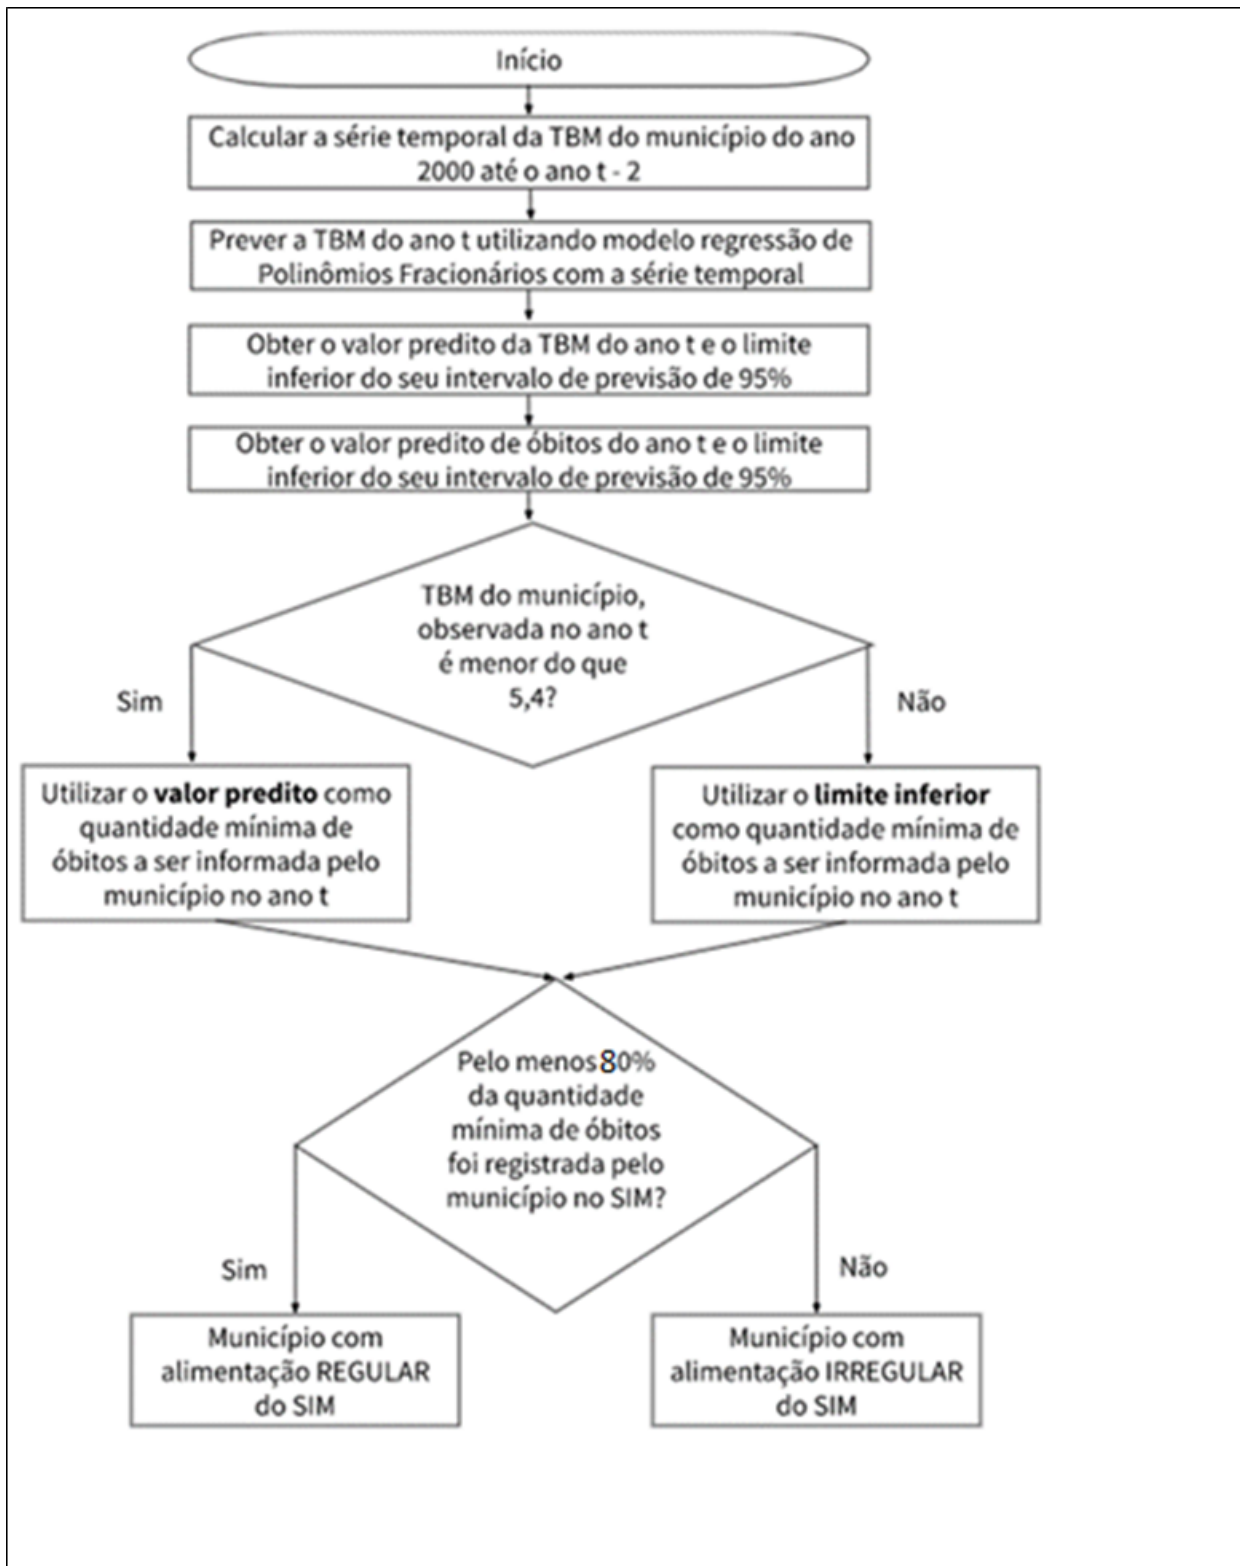 Início
Calcular a série temporal da TBM do município do ano
2000 até o ano t - 2
Prever a TBM do ano t utilizando modelo regressão de
Polinômios Fracionários com a série temporal
Obter o valor predito da TBM do ano t e o limite
inferior do seu intervalo de previsão de 95%
Obter o valor predito de óbitos do ano t e o limite
inferior do seu intervalo de previsão de 95%
TBM do município,
observada no ano t
é menor do que
5,4?
Sim
Não
Utilizar o valor predito como
quantidade mínima de
óbitos a ser informada pelo
município no ano t
Utilizar o limite inferior
como quantidade mínima de
óbitos a ser informada pelo
município no ano t
Pelo menos 80%
da quantidade
mínima de óbitos
foi registrada pelo
município no SIM?
Sim
Não
Município com
alimentação REGULAR
do SIM
Município com
alimentação IRREGULAR
do SIM